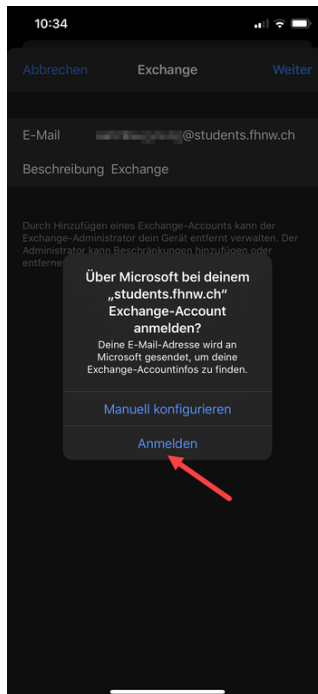 10:34
Abbrechen Exchange Weiter
E-Mail @students.fhnw.ch
Beschreibung Exchange
Durch Hinzufügen eines Exchange-Accounts kann der
Exchange-Administrator dein Gerät entfernt verwalten. Der
Administrator kann Beschränkungen hinzufügen oder
entferne
Über Microsoft bei deinem
„students.fhnw.ch“
Exchange-Account
anmelden?
Deine E-Mail-Adresse wird an
Microsoft gesendet, um deine
Exchange-Accountinfos zu finden.
Manuell konfigurieren
Anmelden